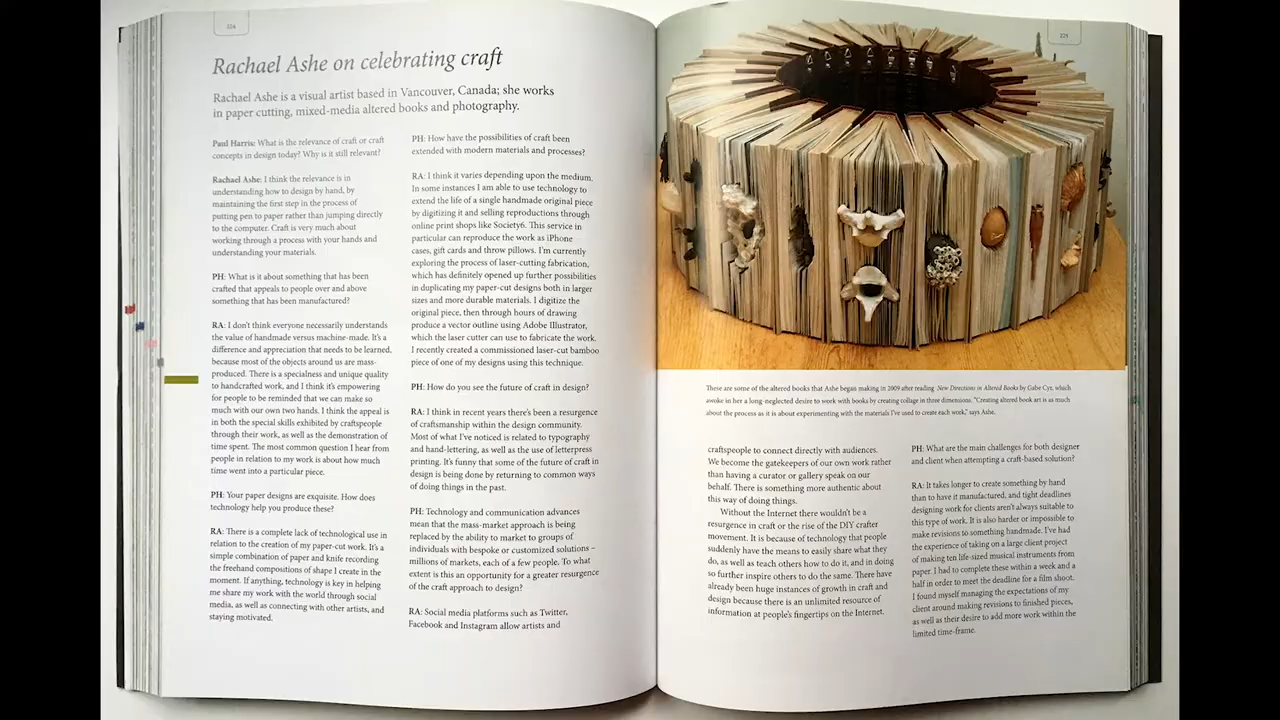 224
Rachael Ashe on celebrating craft
Rachael Ashe is a visual artist based in Vancouver, Canada; she works
in paper cutting, mixed-media altered books and photography.
Paul Harris: What is the relevance of craft or craft
concepts in design today? Why is it still relevant?
Rachael Ashe: I think the relevance is in
understanding how to design by hand, by
maintaining the first step in the process of
putting pen to paper rather than jumping directly
to the computer. Craft is very much about
working through a process with your hands and
understanding your materials.
PH: What is it about something that has been
crafted that appeals to people over and above
something that has been manufactured?
RA: I don't think everyone necessarily understands
the value of handmade versus machine-made. It's a
difference and appreciation that needs to be learned,
because most of the objects around us are mass-
produced. There is a specialness and unique quality
to handcrafted work, and I think it's empowering
for people to be reminded that we can make so
much with our own two hands. I think the appeal is
in both the special skills exhibited by craftspeople
through their work, as well as the demonstration of
time spent. The most common question I hear from
people in relation to my work is about how much
time went into a particular piece.
PH: Your paper designs are exquisite. How does
technology help you produce these?
RA: There is a complete lack of technological use in
relation to the creation of my paper-cut work. It's a
simple combination of paper and knife recording
the freehand compositions of shape I create in the
moment. If anything, technology is key in helping
me share my work with the world through social
media, as well as connecting with other artists, and
staying motivated.
PH: How have the possibilities of craft been
extended with modern materials and processes?
RA: I think it varies depending upon the medium.
In some instances I am able to use technology to
extend the life of a single handmade original piece
by digitizing it and selling reproductions through
online print shops like Society6. This service in
particular can reproduce the work as iPhone
cases, gift cards and throw pillows. I'm currently
exploring the process of laser-cutting fabrication,
which has definitely opened up further possibilities
in duplicating my paper-cut designs both in larger
sizes and more durable materials. I digitize the
original piece, then through hours of drawing
produce a vector outline using Adobe Illustrator,
which the laser cutter can use to fabricate the work.
I recently created a commissioned laser-cut bamboo
piece of one of my designs using this technique.
PH: How do you see the future of craft in design?
RA: I think in recent years there's been a resurgence
of craftsmanship within the design community.
Most of what I've noticed is related to typography
and hand-lettering, as well as the use of letterpress
printing. It's funny that some of the future of craft in
design is being done by returning to common ways
of doing things in the past.
PH: Technology and communication advances
mean that the mass-market approach is being
replaced by the ability to market to groups of
individuals with bespoke or customized solutions –
millions of markets, each of a few people. To what
extent is this an opportunity for a greater resurgence
of the craft approach to design?
RA: Social media platforms such as Twitter,
Facebook and Instagram allow artists and
225
These are some of the altered books that Ashe began making in 2009 after reading New Directions in Altered Books by Gabe Cyr, which
awoke in her a long-neglected desire to work with books by creating collage in three dimensions. "Creating altered book art is as much
about the process as it is about experimenting with the materials I've used to create each work," says Ashe.
craftspeople to connect directly with audiences.
We become the gatekeepers of our own work rather
than having a curator or gallery speak on our
behalf. There is something more authentic about
this way of doing things.
Without the Internet there wouldn't be a
resurgence in craft or the rise of the DIY crafter
movement. It is because of technology that people
suddenly have the means to easily share what they
do, as well as teach others how to do it, and in doing
so further inspire others to do the same. There have
already been huge instances of growth in craft and
design because there is an unlimited resource of
information at people's fingertips on the Internet.
PH: What are the main challenges for both designer
and client when attempting a craft-based solution?
RA: It takes longer to create something by hand
than to have it manufactured, and tight deadlines
designing work for clients aren't always suitable to
this type of work. It is also harder or impossible to
make revisions to something handmade. I've had
the experience of taking on a large client project
of making ten life-sized musical instruments from
paper. I had to complete these within a week and a
half in order to meet the deadline for a film shoot.
I found myself managing the expectations of my
client around making revisions to finished pieces,
as well as their desire to add more work within the
limited time-frame.